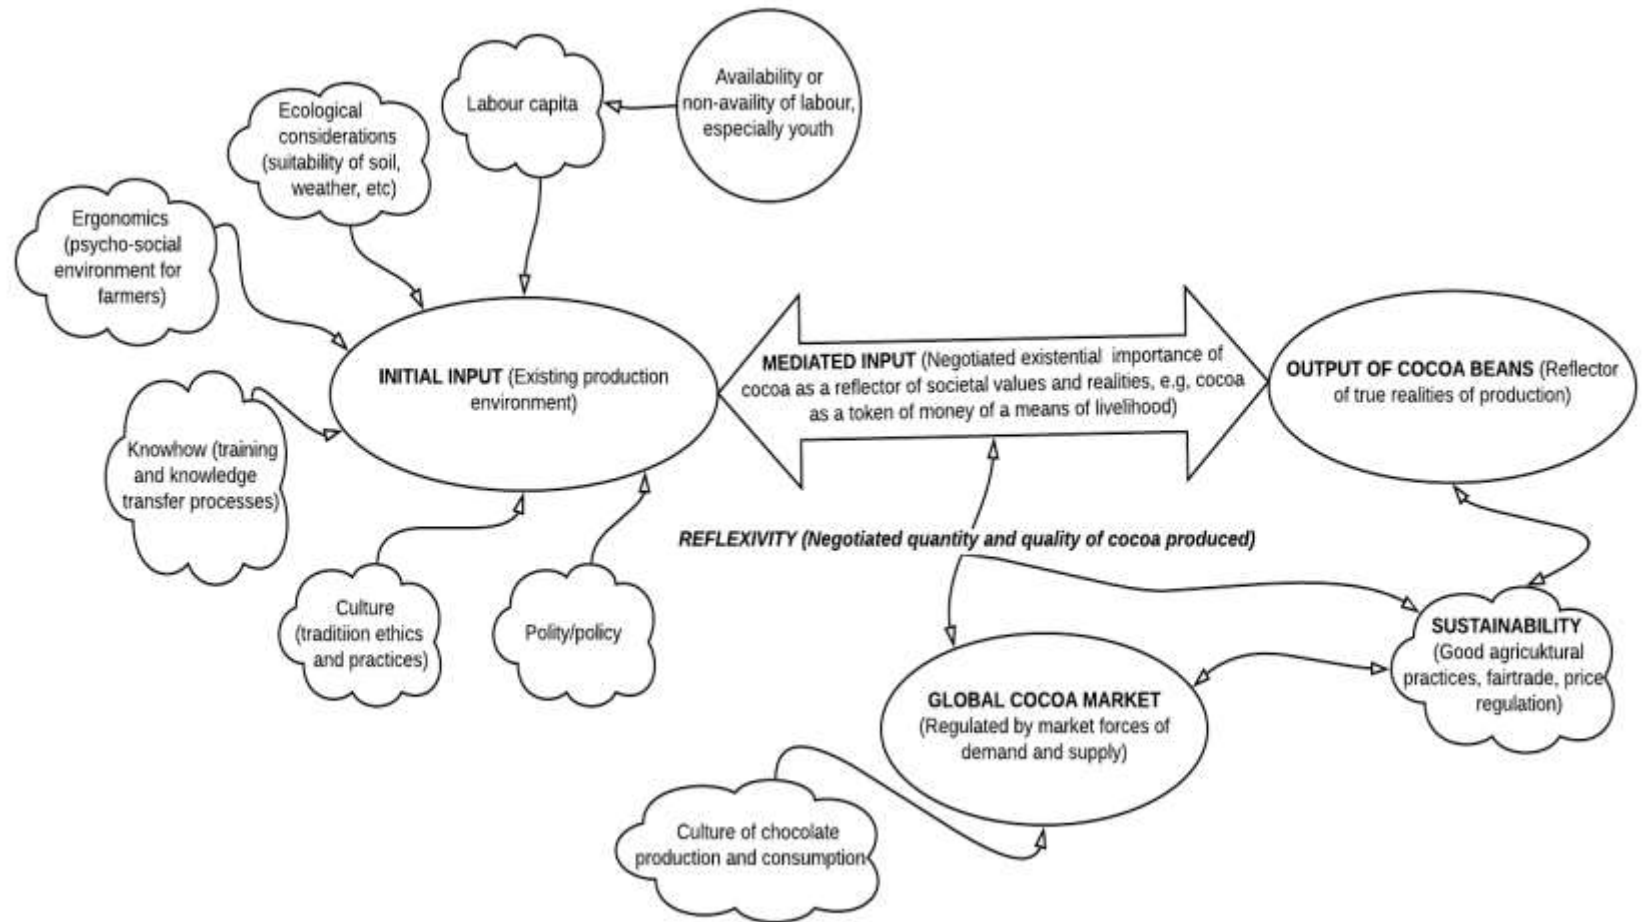 Availability or
non-availity of labour,
especially youth
Labour capita
Ecological
considerations
(suitability of soil,
weather, etc)
Ergonomics
(psycho-social
environment for
farmers)
INITIAL INPUT (Existing production
environment)
MEDIATED INPUT (Negotiated existential importance of
cocoa as a reflector of societal values and realities, e.g, cocoa
as a token of money of a means of livelihood)
OUTPUT OF COCOA BEANS (Reflector
of true realities of production)
Knowhow (training
and knowledge
transfer processes)
REFLEXIVITY (Negotiated quantity and quality of cocoa produced)
Culture
(traditiion ethics
and practices)
Polity/policy
SUSTAINABILITY
(Good agricuktural
practices, fairtrade, price
regulation)
GLOBAL COCOA MARKET
(Regulated by market forces of
demand and supply)
Culture of chocolate
production and consumption